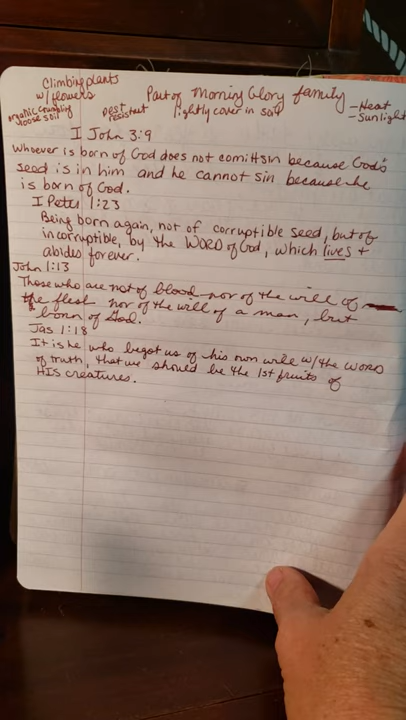 Climbing plants
w/flowers
Part of Morning Glory family
- Heat
- Sunlight
organic crumbling
loose soil
pest
resistant
lightly cover in soil
I John 3:9
Whoever is born of God does not comitt sin because God's
seed is in him and he cannot sin because he
is born of God.
I Peter 1:23
Being born again, not of corruptible seed, but of
incorruptible, by the WORD of God, which lives +
abides forever.
John 1:13
Those who are not of blood nor of the will of
the flesh nor of the will of a man, but
born of God.
Jas 1:18
It is he who begot us of his own will w/ the WORD
of truth, that we should be the 1st fruits of
HIS creatures.